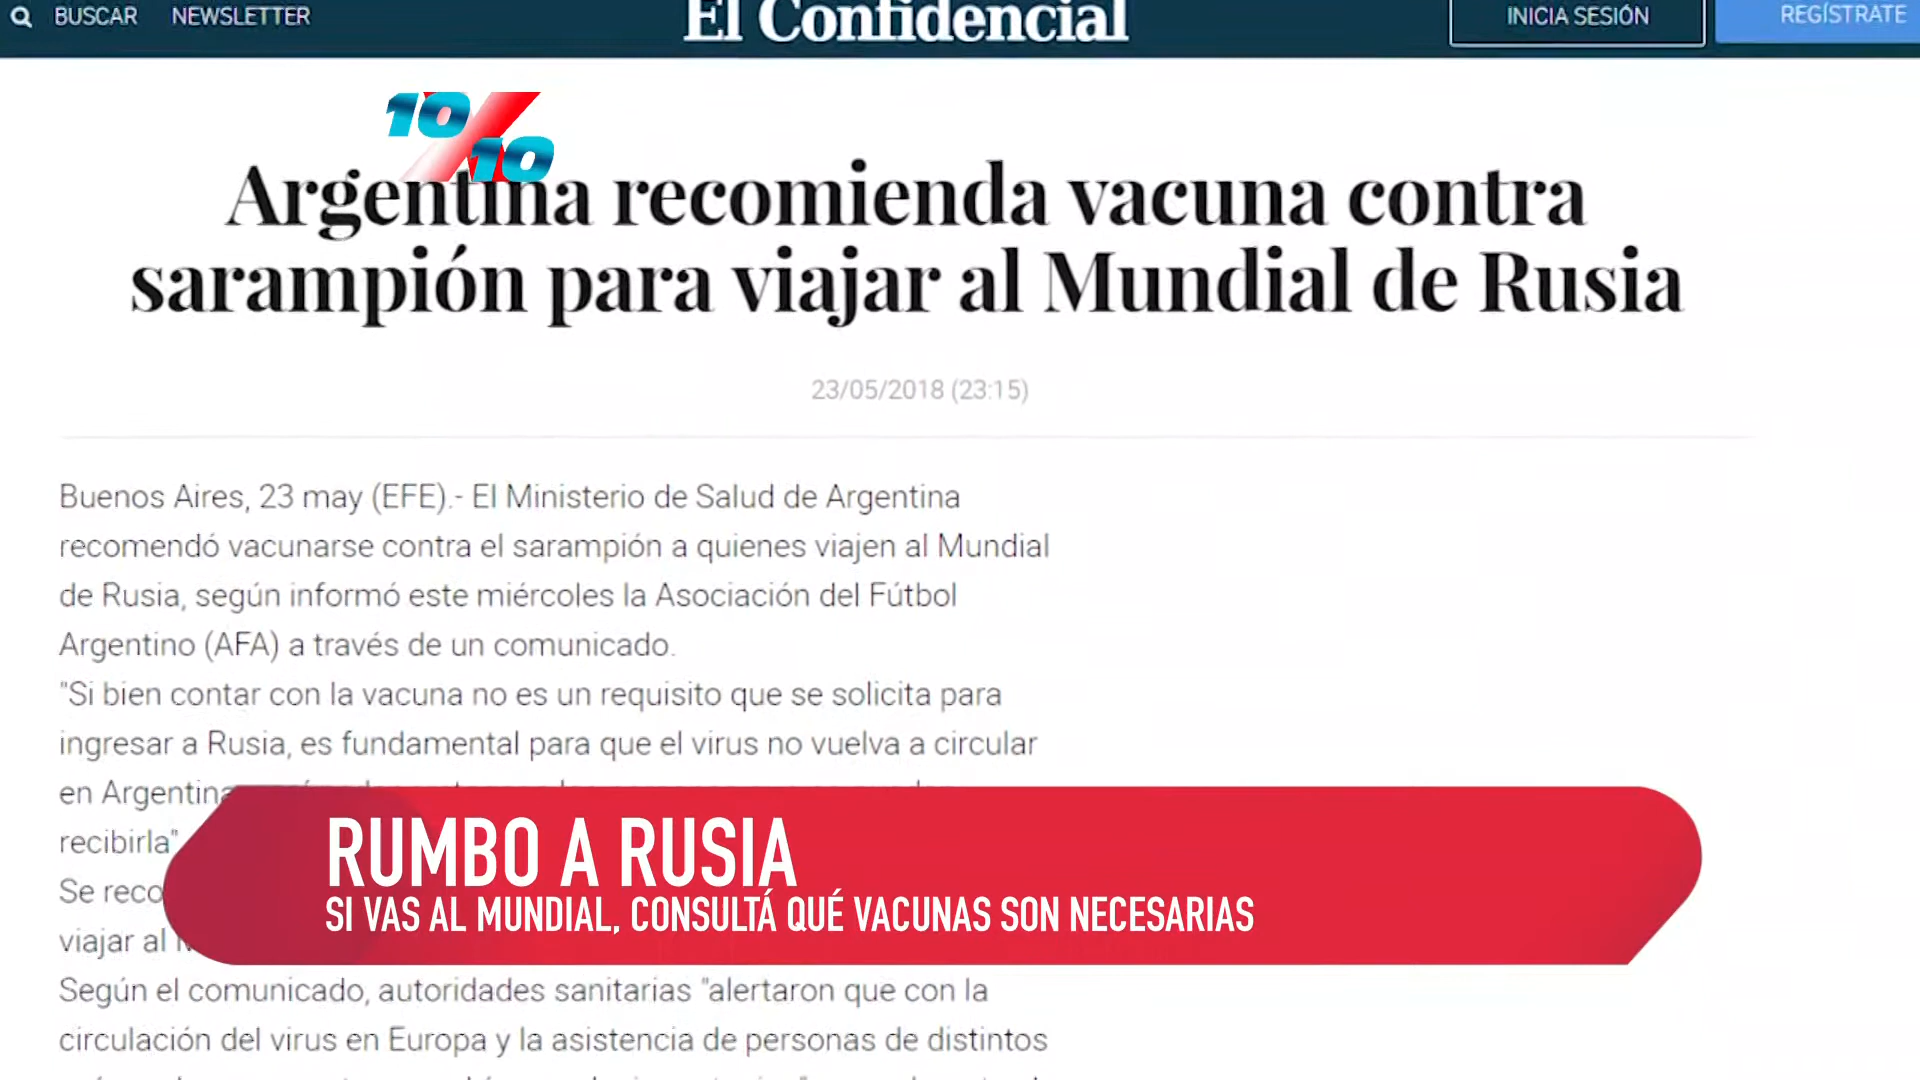 BUSCAR NEWSLETTER El Confidencial INICIA SESIÓN REGÍSTRATE
10/10
Argentina recomienda vacuna contra
sarampión para viajar al Mundial de Rusia
23/05/2018 (23:15)
Buenos Aires, 23 may (EFE).- El Ministerio de Salud de Argentina
recomendó vacunarse contra el sarampión a quienes viajen al Mundial
de Rusia, según informó este miércoles la Asociación del Fútbol
Argentino (AFA) a través de un comunicado.
"Si bien contar con la vacuna no es un requisito que se solicita para
ingresar a Rusia, es fundamental para que el virus no vuelva a circular
en Argentina
recibirla"
Se reco
viajar al
RUMBO A RUSIA
SI VAS AL MUNDIAL, CONSULTÁ QUÉ VACUNAS SON NECESARIAS
Según el comunicado, autoridades sanitarias "alertaron que con la
circulación del virus en Europa y la asistencia de personas de distintos